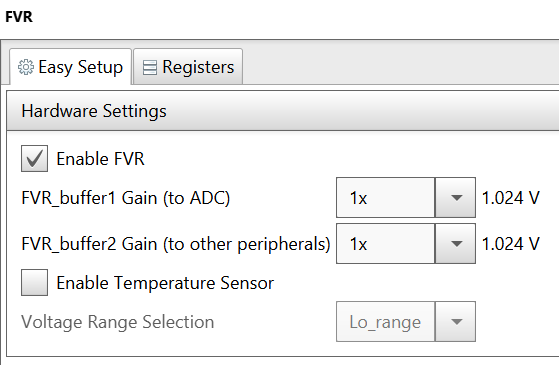 FVR
Easy Setup Registers
Hardware Settings
Enable FVR
FVR_buffer1 Gain (to ADC) 1x 1.024 V
FVR_buffer2 Gain (to other peripherals) 1x 1.024 V
Enable Temperature Sensor
Voltage Range Selection Lo_range